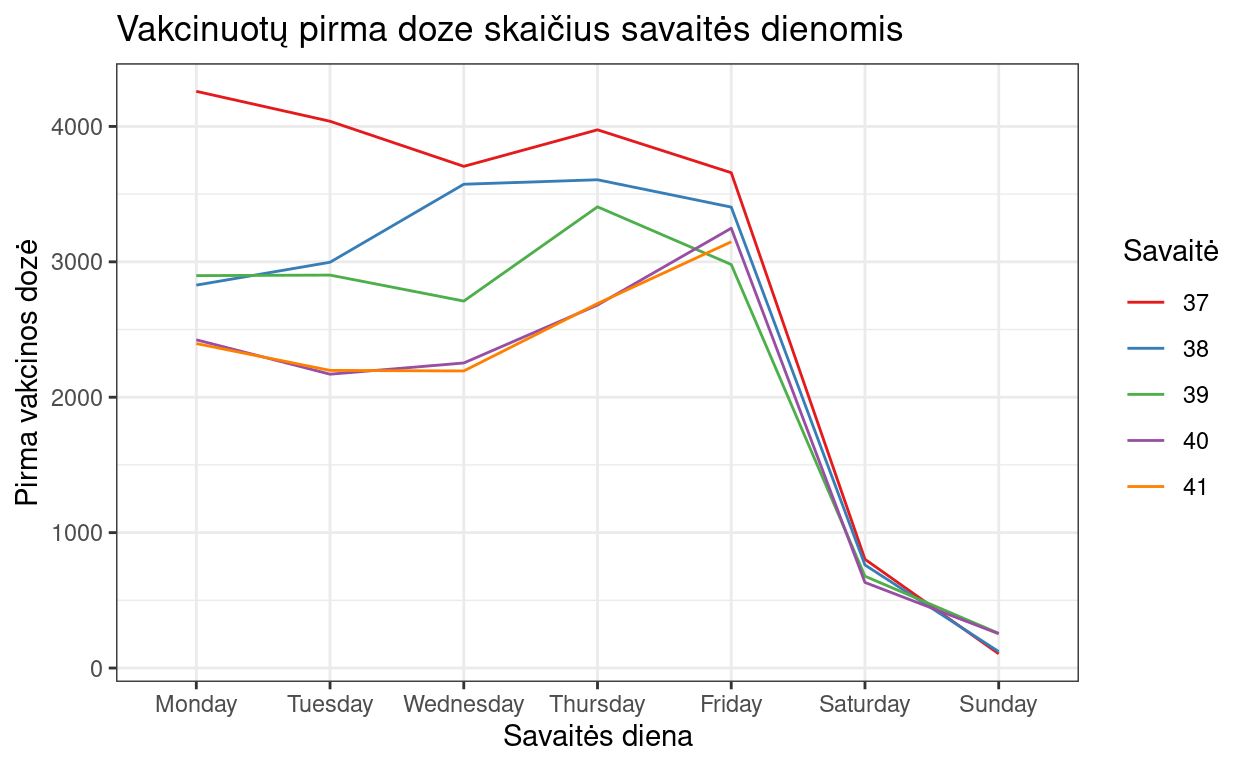 Vakcinuotų pirma doze skaičius savaitės dienomis
Pirma vakcinos dozė
4000
3000
2000
1000
0
Monday
Tuesday
Wednesday
Thursday
Friday
Saturday
Sunday
Savaitės diena
Savaitė
37
38
39
40
41